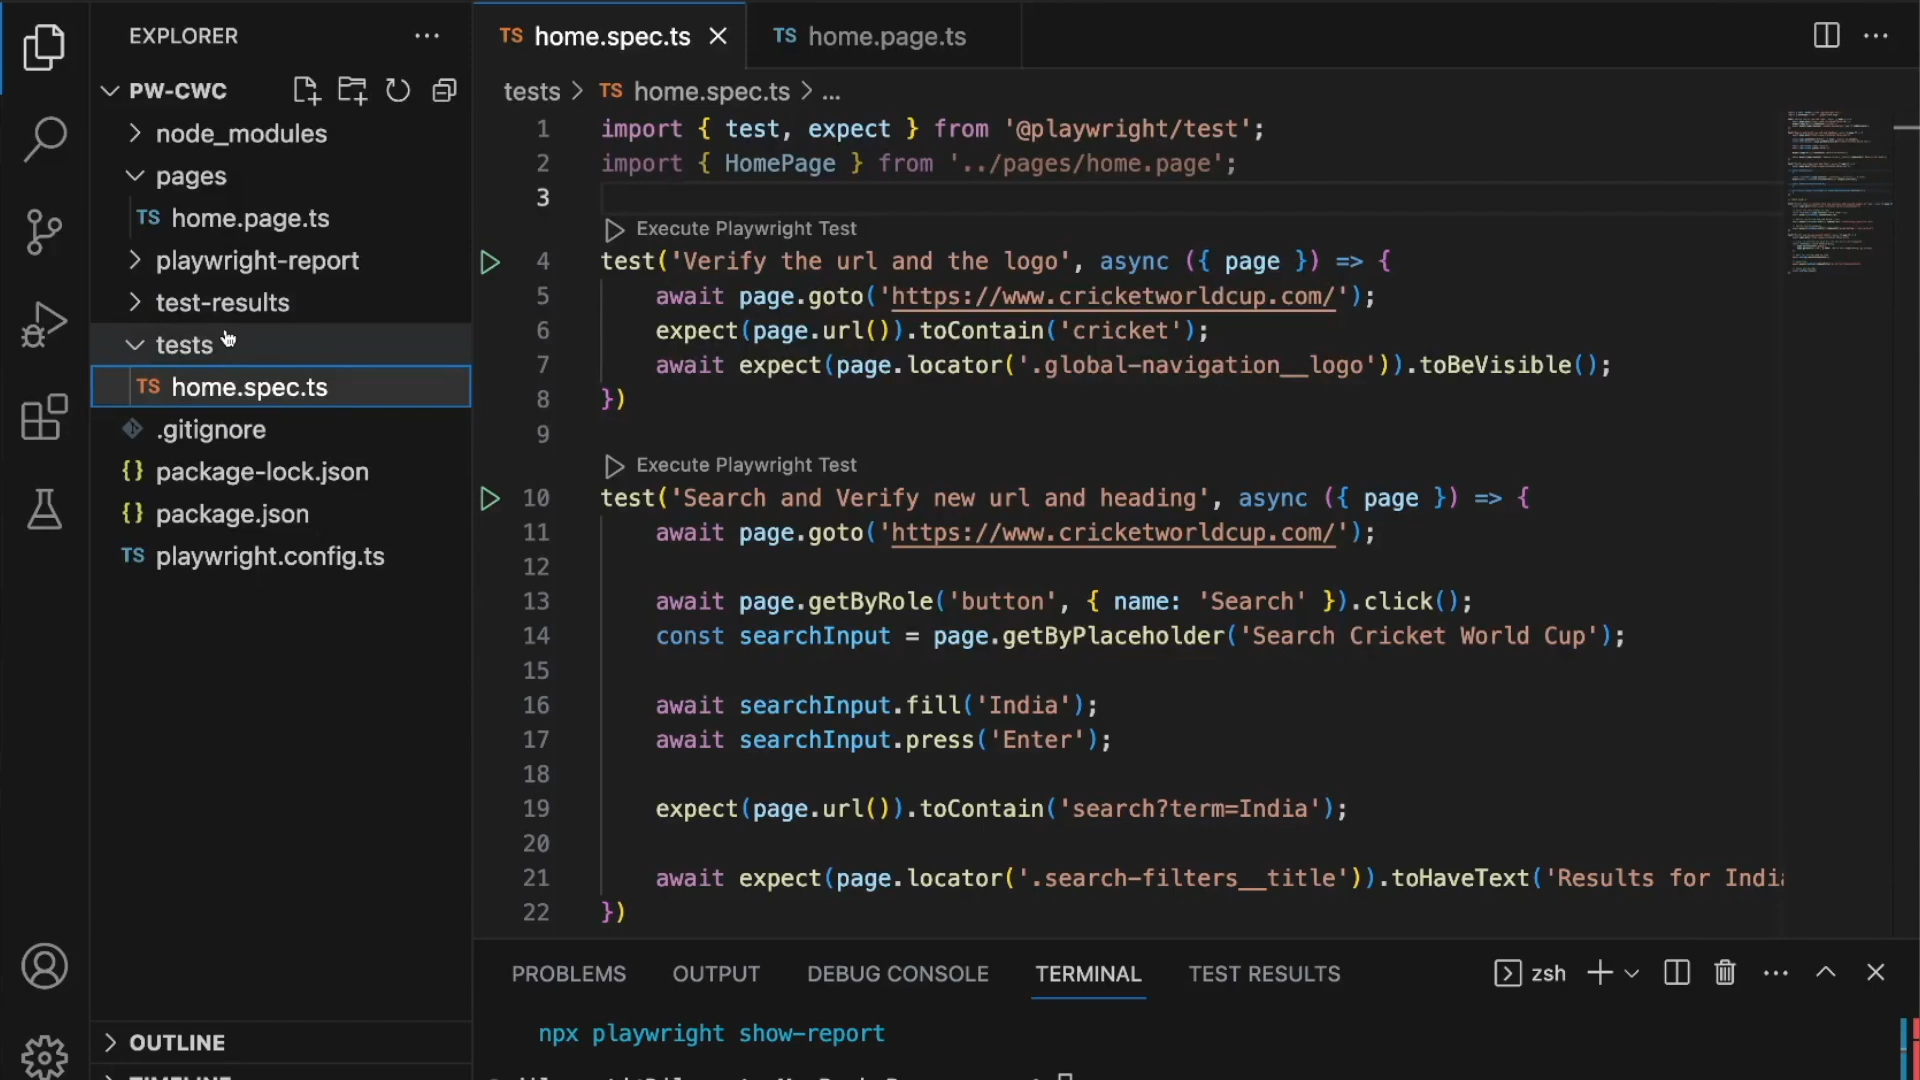 EXPLORER
PW-CWC
node_modules
pages
TS home.page.ts
playwright-report
test-results
tests
TS home.spec.ts
.gitignore
{} package-lock.json
{} package.json
TS playwright.config.ts
OUTLINE
TIMELINE
TS home.spec.ts
TS home.page.ts
tests > TS home.spec.ts > ...
1 import { test, expect } from '@playwright/test';
2 import { HomePage } from '../pages/home.page';
3
Execute Playwright Test
4 test('Verify the url and the logo', async ({ page }) => {
5 await page.goto('https://www.cricketworldcup.com/');
6 expect(page.url()).toContain('cricket');
7 await expect(page.locator('.global-navigation__logo')).toBeVisible();
8 })
9
Execute Playwright Test
10 test('Search and Verify new url and heading', async ({ page }) => {
11 await page.goto('https://www.cricketworldcup.com/');
12
13 await page.getByRole('button', { name: 'Search' }).click();
14 const searchInput = page.getByPlaceholder('Search Cricket World Cup');
15
16 await searchInput.fill('India');
17 await searchInput.press('Enter');
18
19 expect(page.url()).toContain('search?term=India');
20
21 await expect(page.locator('.search-filters__title')).toHaveText('Results for Indi
22 })
PROBLEMS OUTPUT DEBUG CONSOLE TERMINAL TEST RESULTS
zsh
npx playwright show-report